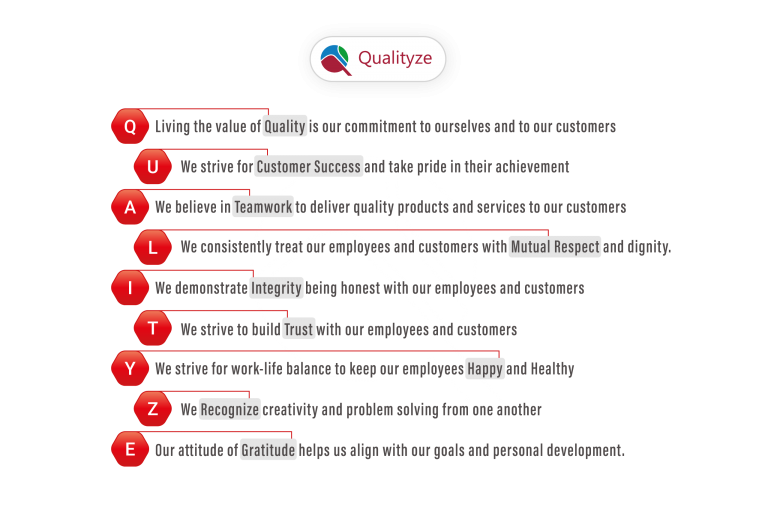 Qualityze
Q Living the value of Quality is our commitment to ourselves and to our customers
U We strive for Customer Success and take pride in their achievement
A We believe in Teamwork to deliver quality products and services to our customers
L We consistently treat our employees and customers with Mutual Respect and dignity.
I We demonstrate Integrity being honest with our employees and customers
T We strive to build Trust with our employees and customers
Y We strive for work-life balance to keep our employees Happy and Healthy
Z We Recognize creativity and problem solving from one another
E Our attitude of Gratitude helps us align with our goals and personal development.